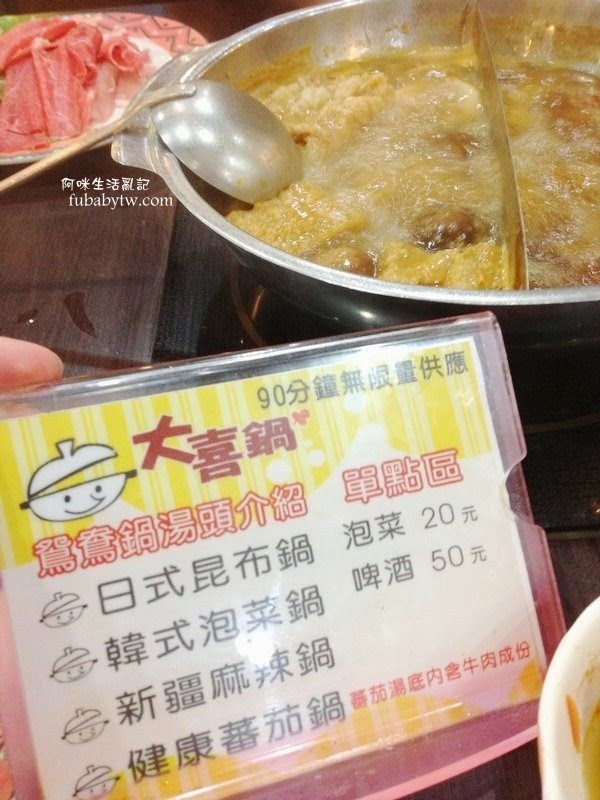 阿咪生活亂記
fubabytw.com
90分鐘無限量供應
大喜鍋
鴛鴦鍋湯頭介紹
日式昆布鍋
韓式泡菜鍋
新疆麻辣鍋
健康蕃茄鍋
蕃茄湯底內含牛肉成份
單點區
泡菜 20元
啤酒 50元